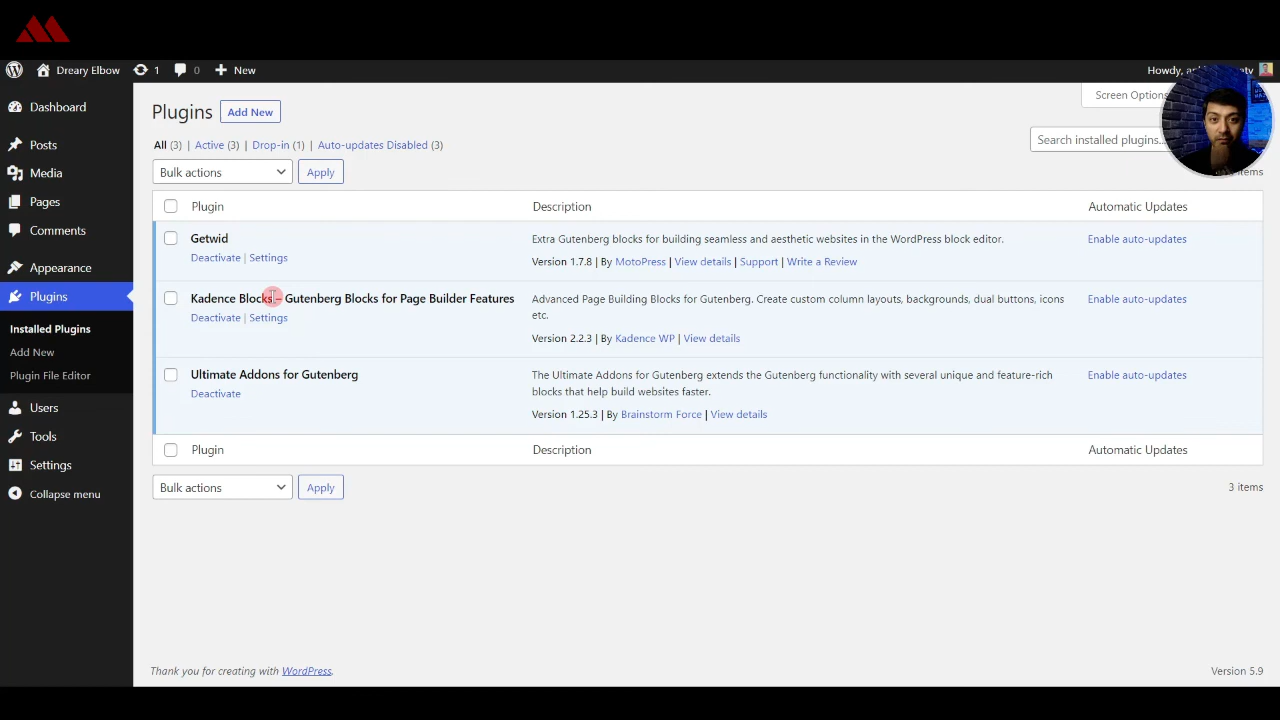 Dreary Elbow 1 0 New
Howdy,
Dashboard
Posts
Media
Pages
Comments
Appearance
Plugins
Installed Plugins
Add New
Plugin File Editor
Users
Tools
Settings
Collapse menu
Screen Options
Plugins Add New
All (3) | Active (3) | Drop-in (1) | Auto-updates Disabled (3)
Search installed plugins...
Bulk actions Apply
items
Plugin Description Automatic Updates
Getwid
Deactivate | Settings
Extra Gutenberg blocks for building seamless and aesthetic websites in the WordPress block editor.
Version 1.7.8 | By MotoPress | View details | Support | Write a Review
Enable auto-updates
Kadence Blocks – Gutenberg Blocks for Page Builder Features
Deactivate | Settings
Advanced Page Building Blocks for Gutenberg. Create custom column layouts, backgrounds, dual buttons, icons
etc.
Version 2.2.3 | By Kadence WP | View details
Enable auto-updates
Ultimate Addons for Gutenberg
Deactivate
The Ultimate Addons for Gutenberg extends the Gutenberg functionality with several unique and feature-rich
blocks that help build websites faster.
Version 1.25.3 | By Brainstorm Force | View details
Enable auto-updates
Plugin Description Automatic Updates
Bulk actions Apply
3 items
Thank you for creating with WordPress.
Version 5.9